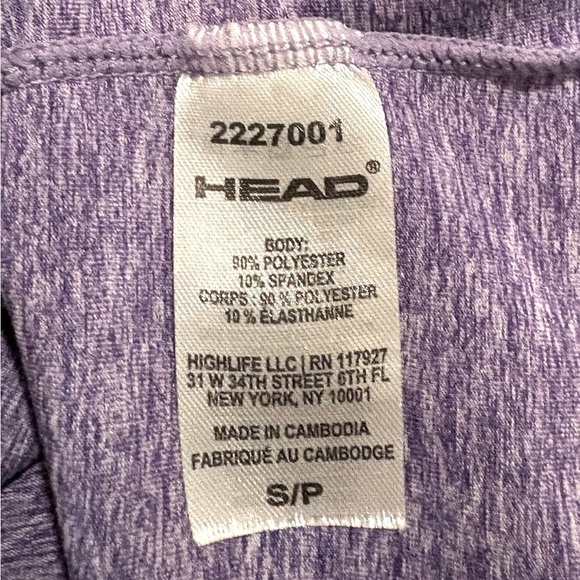 2227001
HEAD®
BODY:
90% POLYESTER
10% SPANDEX
CORPS : 90 % POLYESTER
10 % ÉLASTHANNE
HIGHLIFE LLC | RN 117927
31 W 34TH STREET 6TH FL
NEW YORK, NY 10001
MADE IN CAMBODIA
FABRIQUÉ AU CAMBODGE
S/P